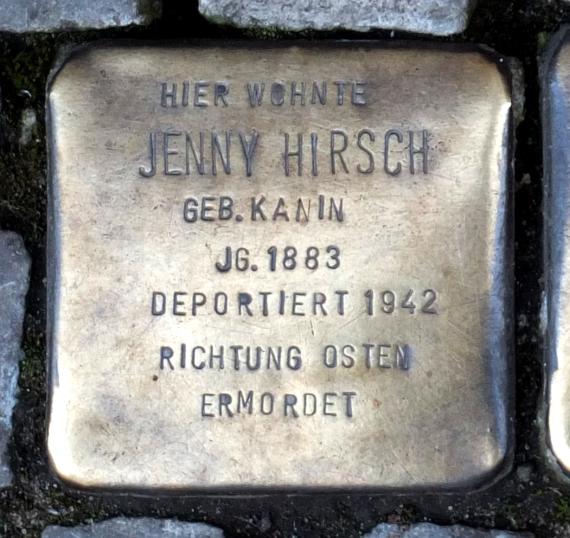 HIER WOHNTE
JENNY HIRSCH
GEB. KANIN
JG. 1883
DEPORTIERT 1942
RICHTUNG OSTEN
ERMORDET